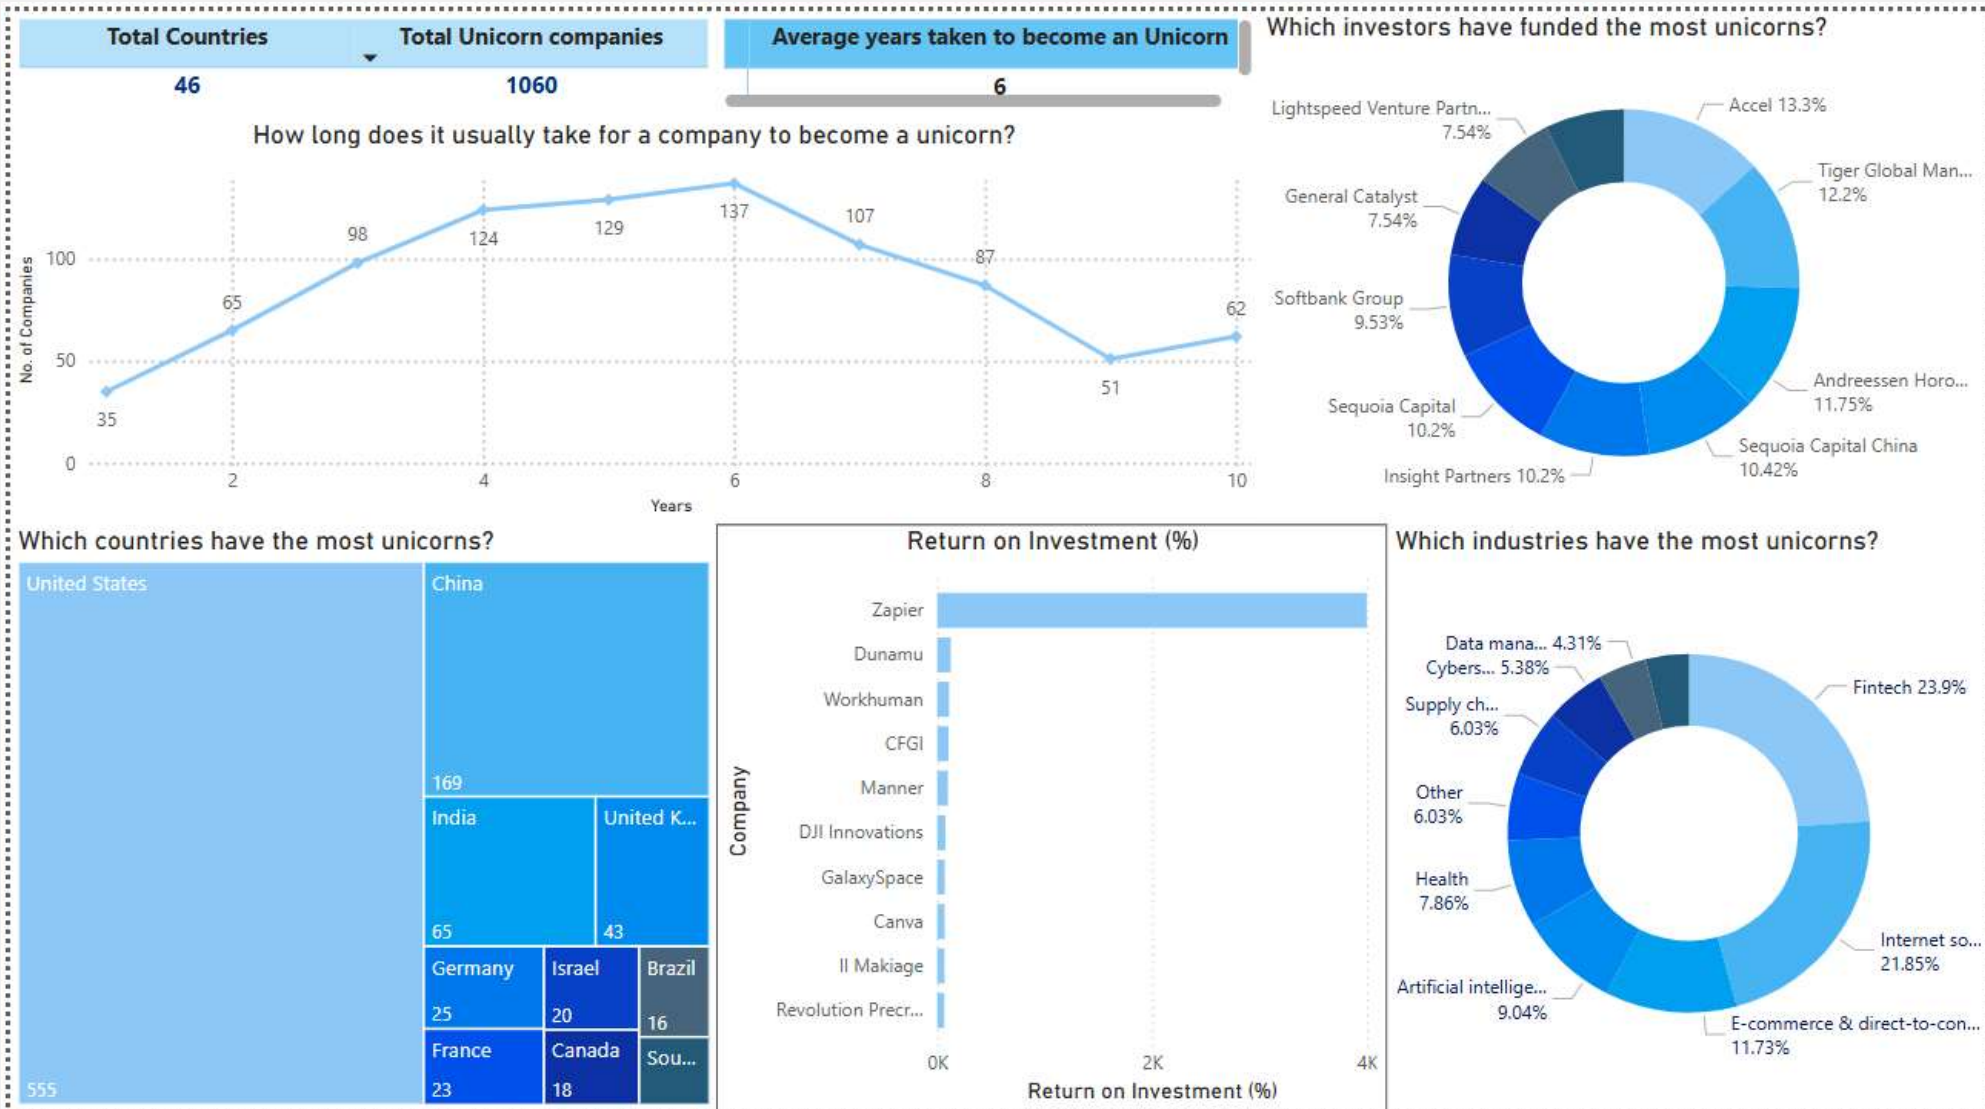 Total Countries
Total Unicorn companies
46
1060
Average years taken to become an Unicorn
6
Which investors have funded the most unicorns?
Accel 13.3%
Tiger Global Man...
12.2%
Andreessen Horo...
11.75%
Sequoia Capital China
10.42%
Insight Partners 10.2%
Sequoia Capital
10.2%
Softbank Group
9.53%
General Catalyst
7.54%
Lightspeed Venture Partn...
7.54%
How long does it usually take for a company to become a unicorn?
No. of Companies
100
50
0
35
65
98
124
129
137
107
87
51
62
2
4
6
8
10
Years
Which countries have the most unicorns?
United States
555
China
169
India
65
United K...
43
Germany
25
Israel
20
Brazil
16
France
23
Canada
18
Sou...
Return on Investment (%)
Company
Zapier
Dunamu
Workhuman
CFGI
Manner
DJI Innovations
GalaxySpace
Canva
Il Makiage
Revolution Precr...
0K
2K
4K
Return on Investment (%)
Which industries have the most unicorns?
Fintech 23.9%
Internet so...
21.85%
E-commerce & direct-to-con...
11.73%
Artificial intellige...
9.04%
Health
7.86%
Other
6.03%
Supply ch...
6.03%
Cybers... 5.38%
Data mana... 4.31%